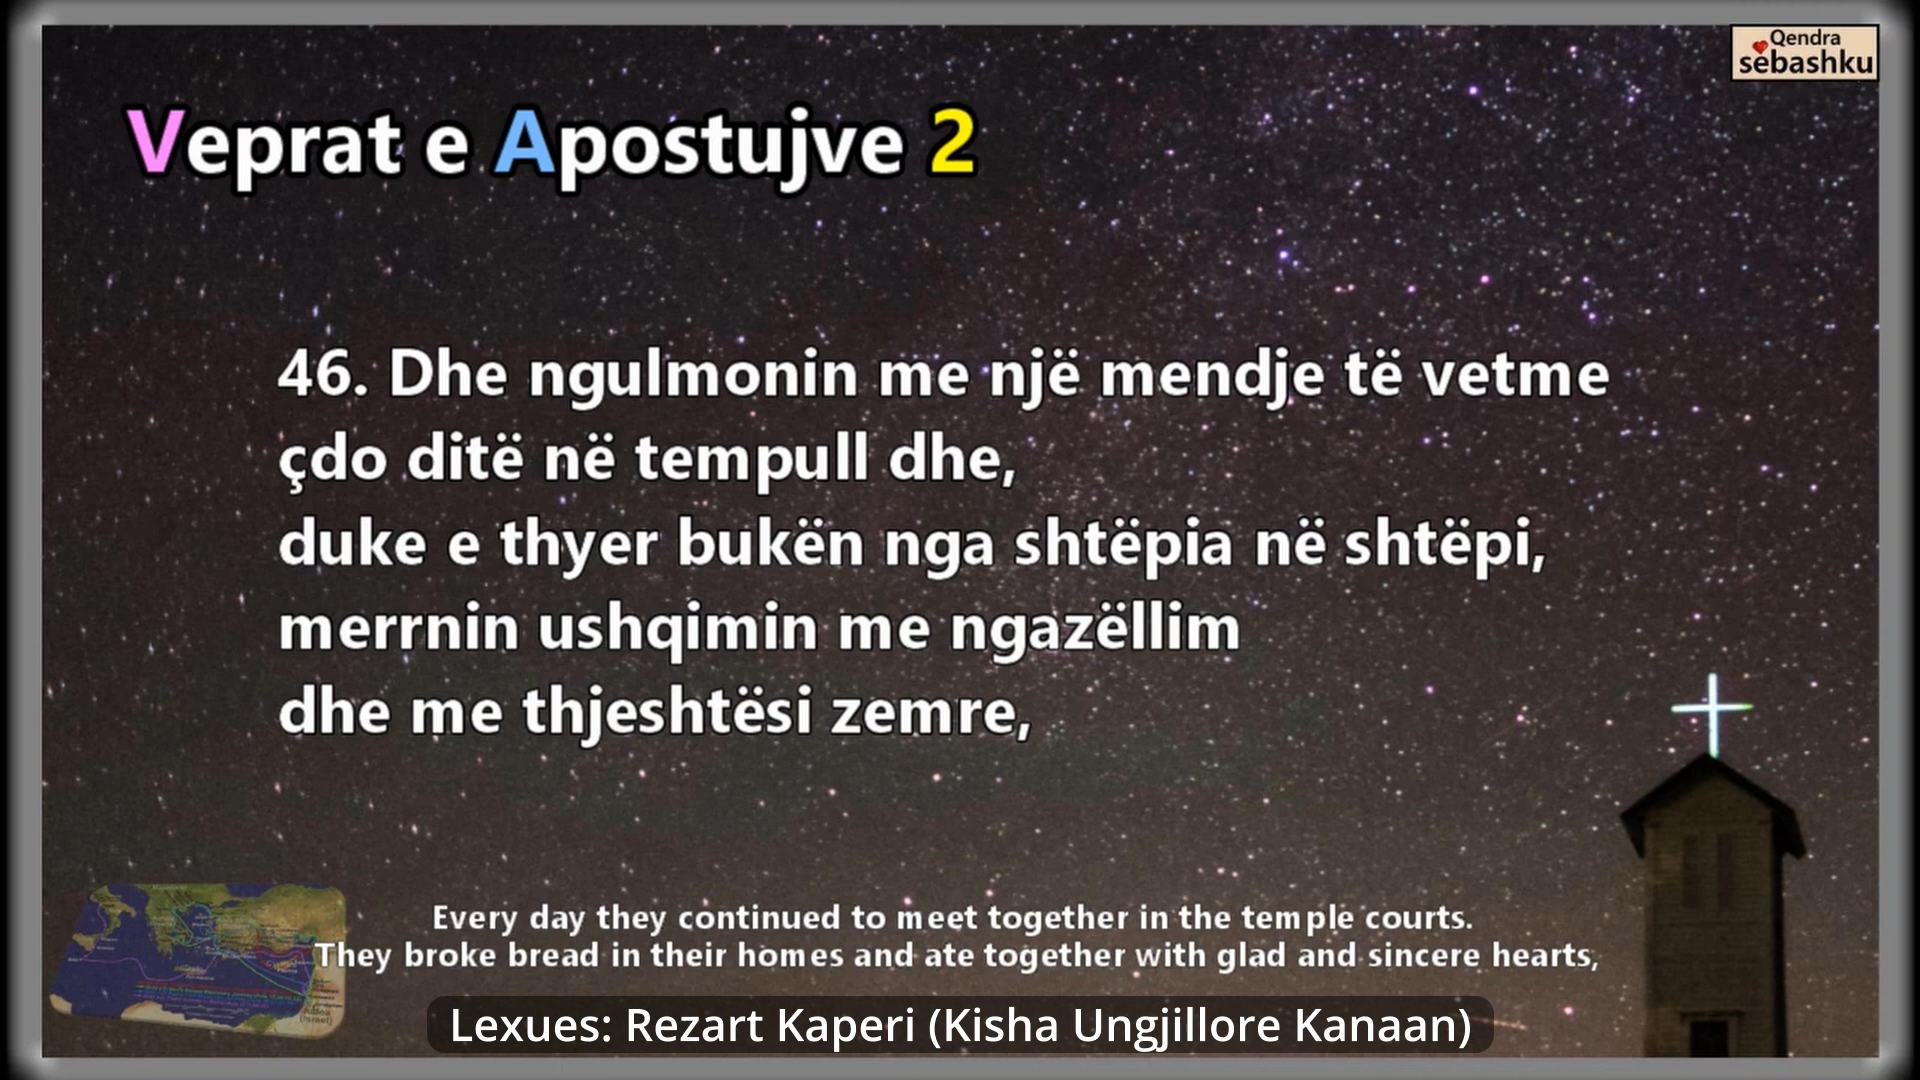 Qendra
sebashku
Veprat e Apostujve 2
46. Dhe ngulmonin me një mendje të vetme
çdo ditë në tempull dhe,
duke e thyer bukën nga shtëpia në shtëpi,
merrnin ushqimin me ngazëllim
dhe me thjeshtësi zemre,
Every day they continued to meet together in the temple courts.
They broke bread in their homes and ate together with glad and sincere hearts,
Lexues: Rezart Kaperi (Kisha Ungjillore Kanaan)